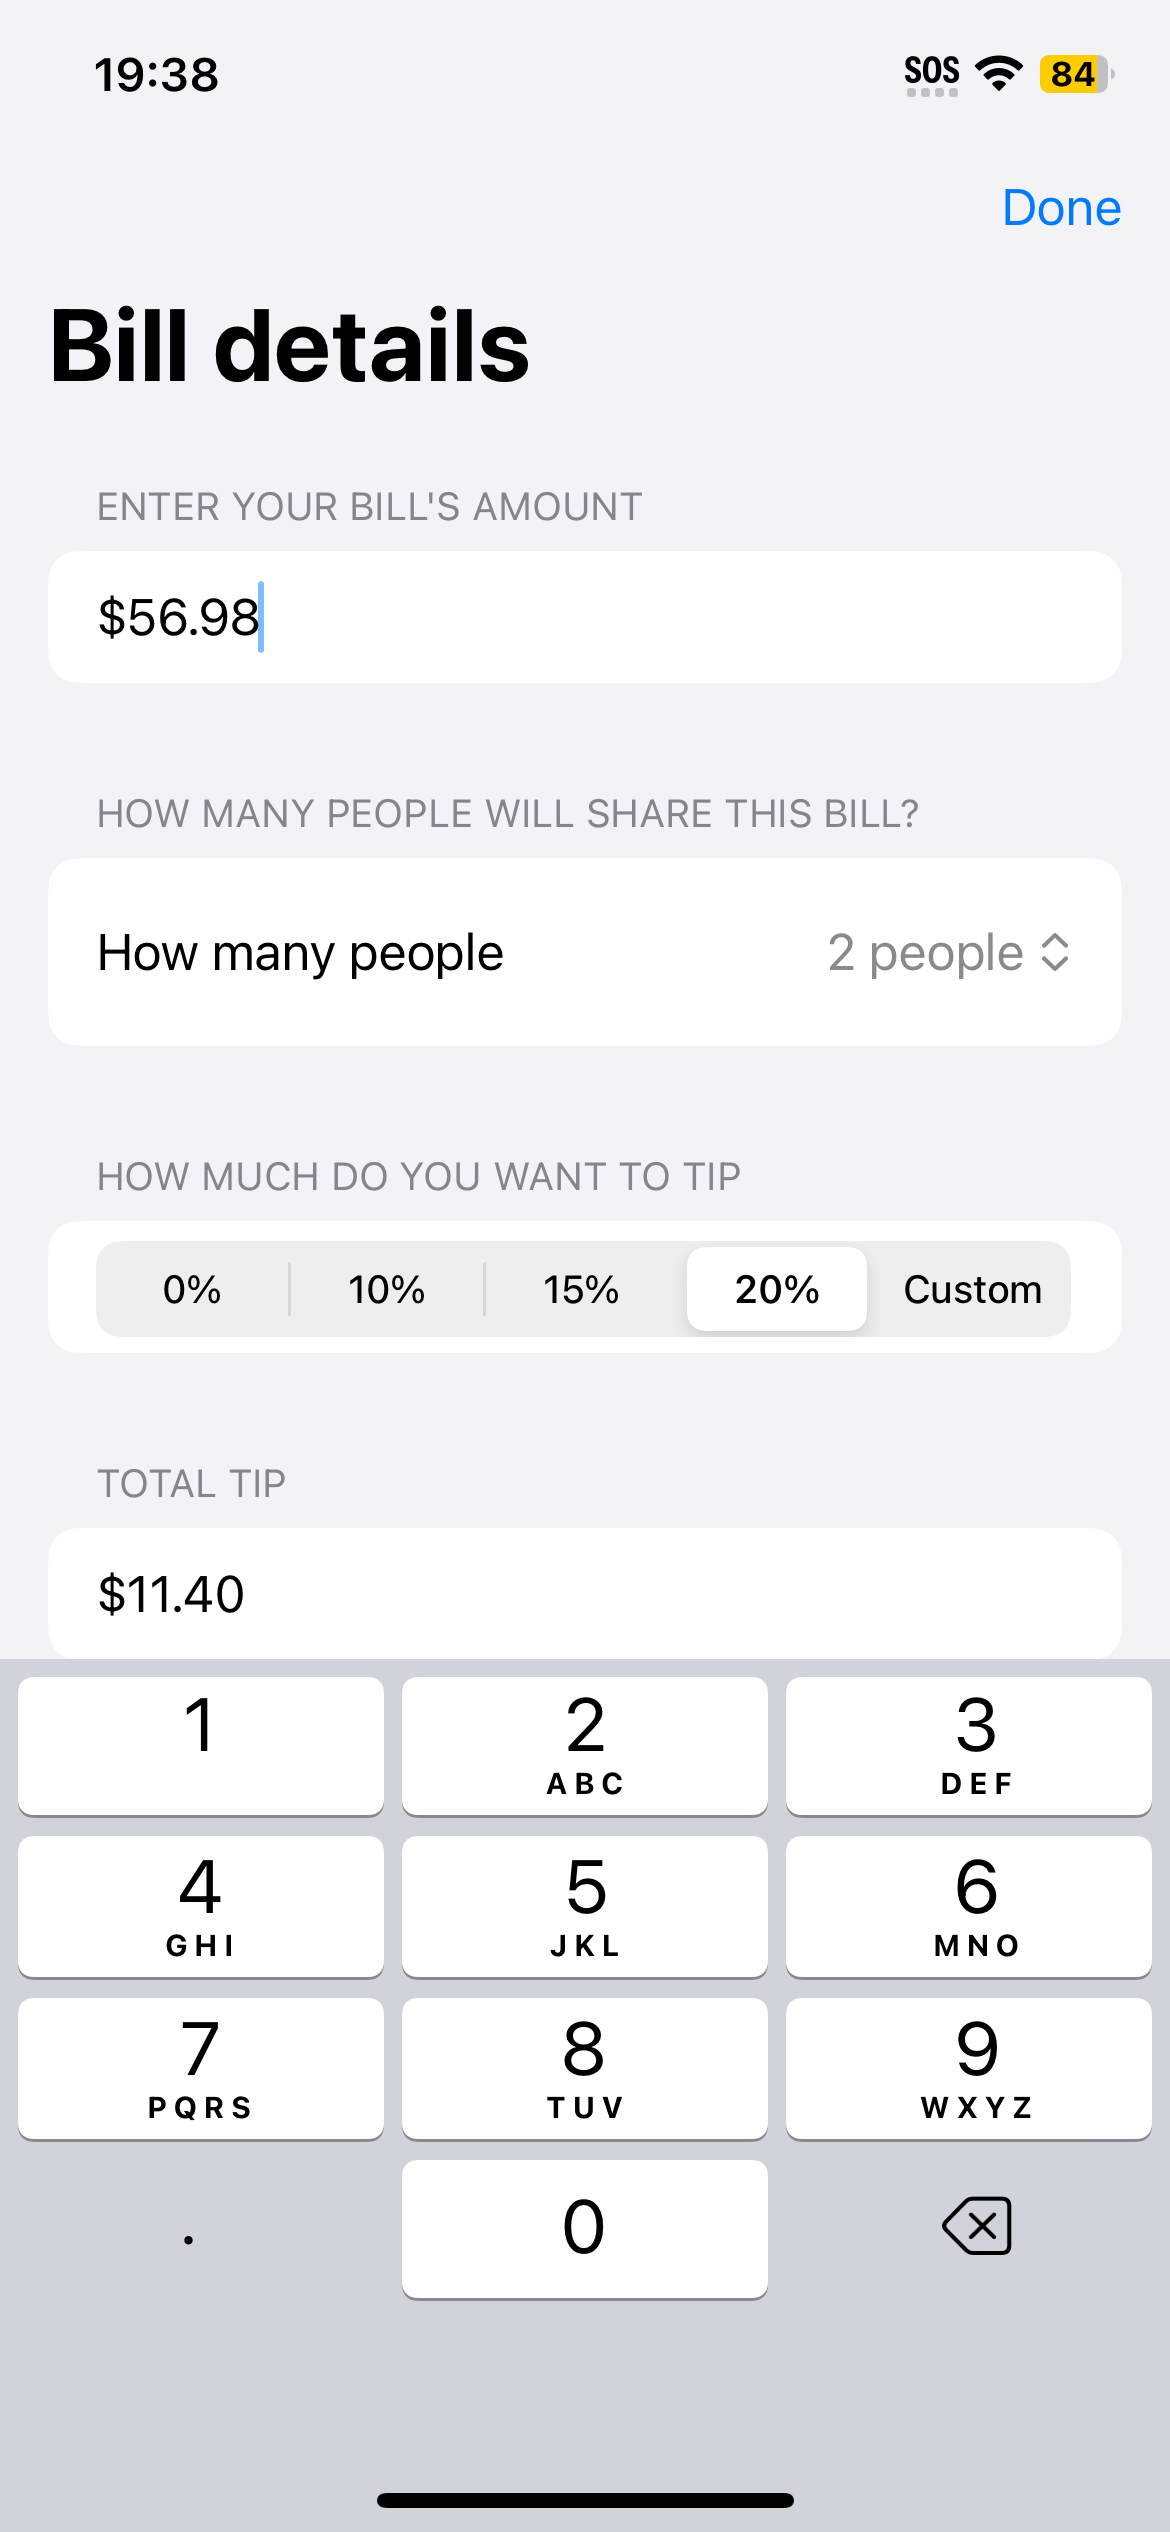 19:38
SOS
84
Done
Bill details
ENTER YOUR BILL'S AMOUNT
$56.98
HOW MANY PEOPLE WILL SHARE THIS BILL?
How many people
2 people
HOW MUCH DO YOU WANT TO TIP
0% 10% 15% 20% Custom
TOTAL TIP
$11.40
1 2 3
ABC DEF
4 5 6
GHI JKL MNO
7 8 9
PQRS TUV WXYZ
. 0